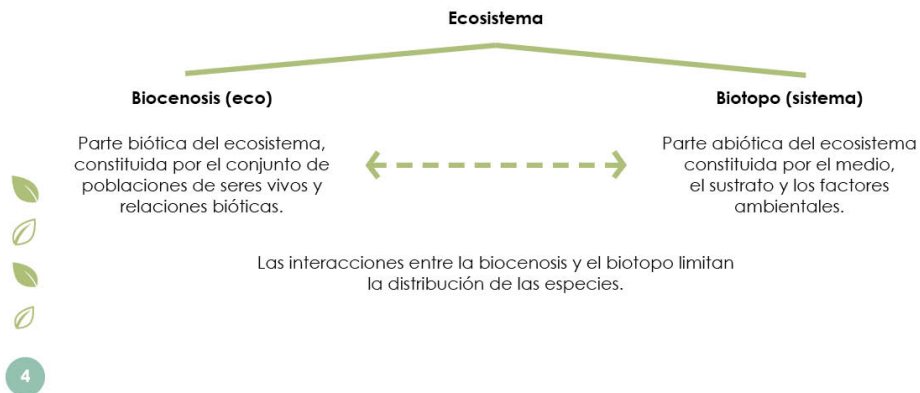 Ecosistema
Biocenosis (eco)
Parte biótica del ecosistema,
constituida por el conjunto de
poblaciones de seres vivos y
relaciones bióticas.
Biotopo (sistema)
Parte abiótica del ecosistema
constituida por el medio,
el sustrato y los factores
ambientales.
Las interacciones entre la biocenosis y el biotopo limitan
la distribución de las especies.
4